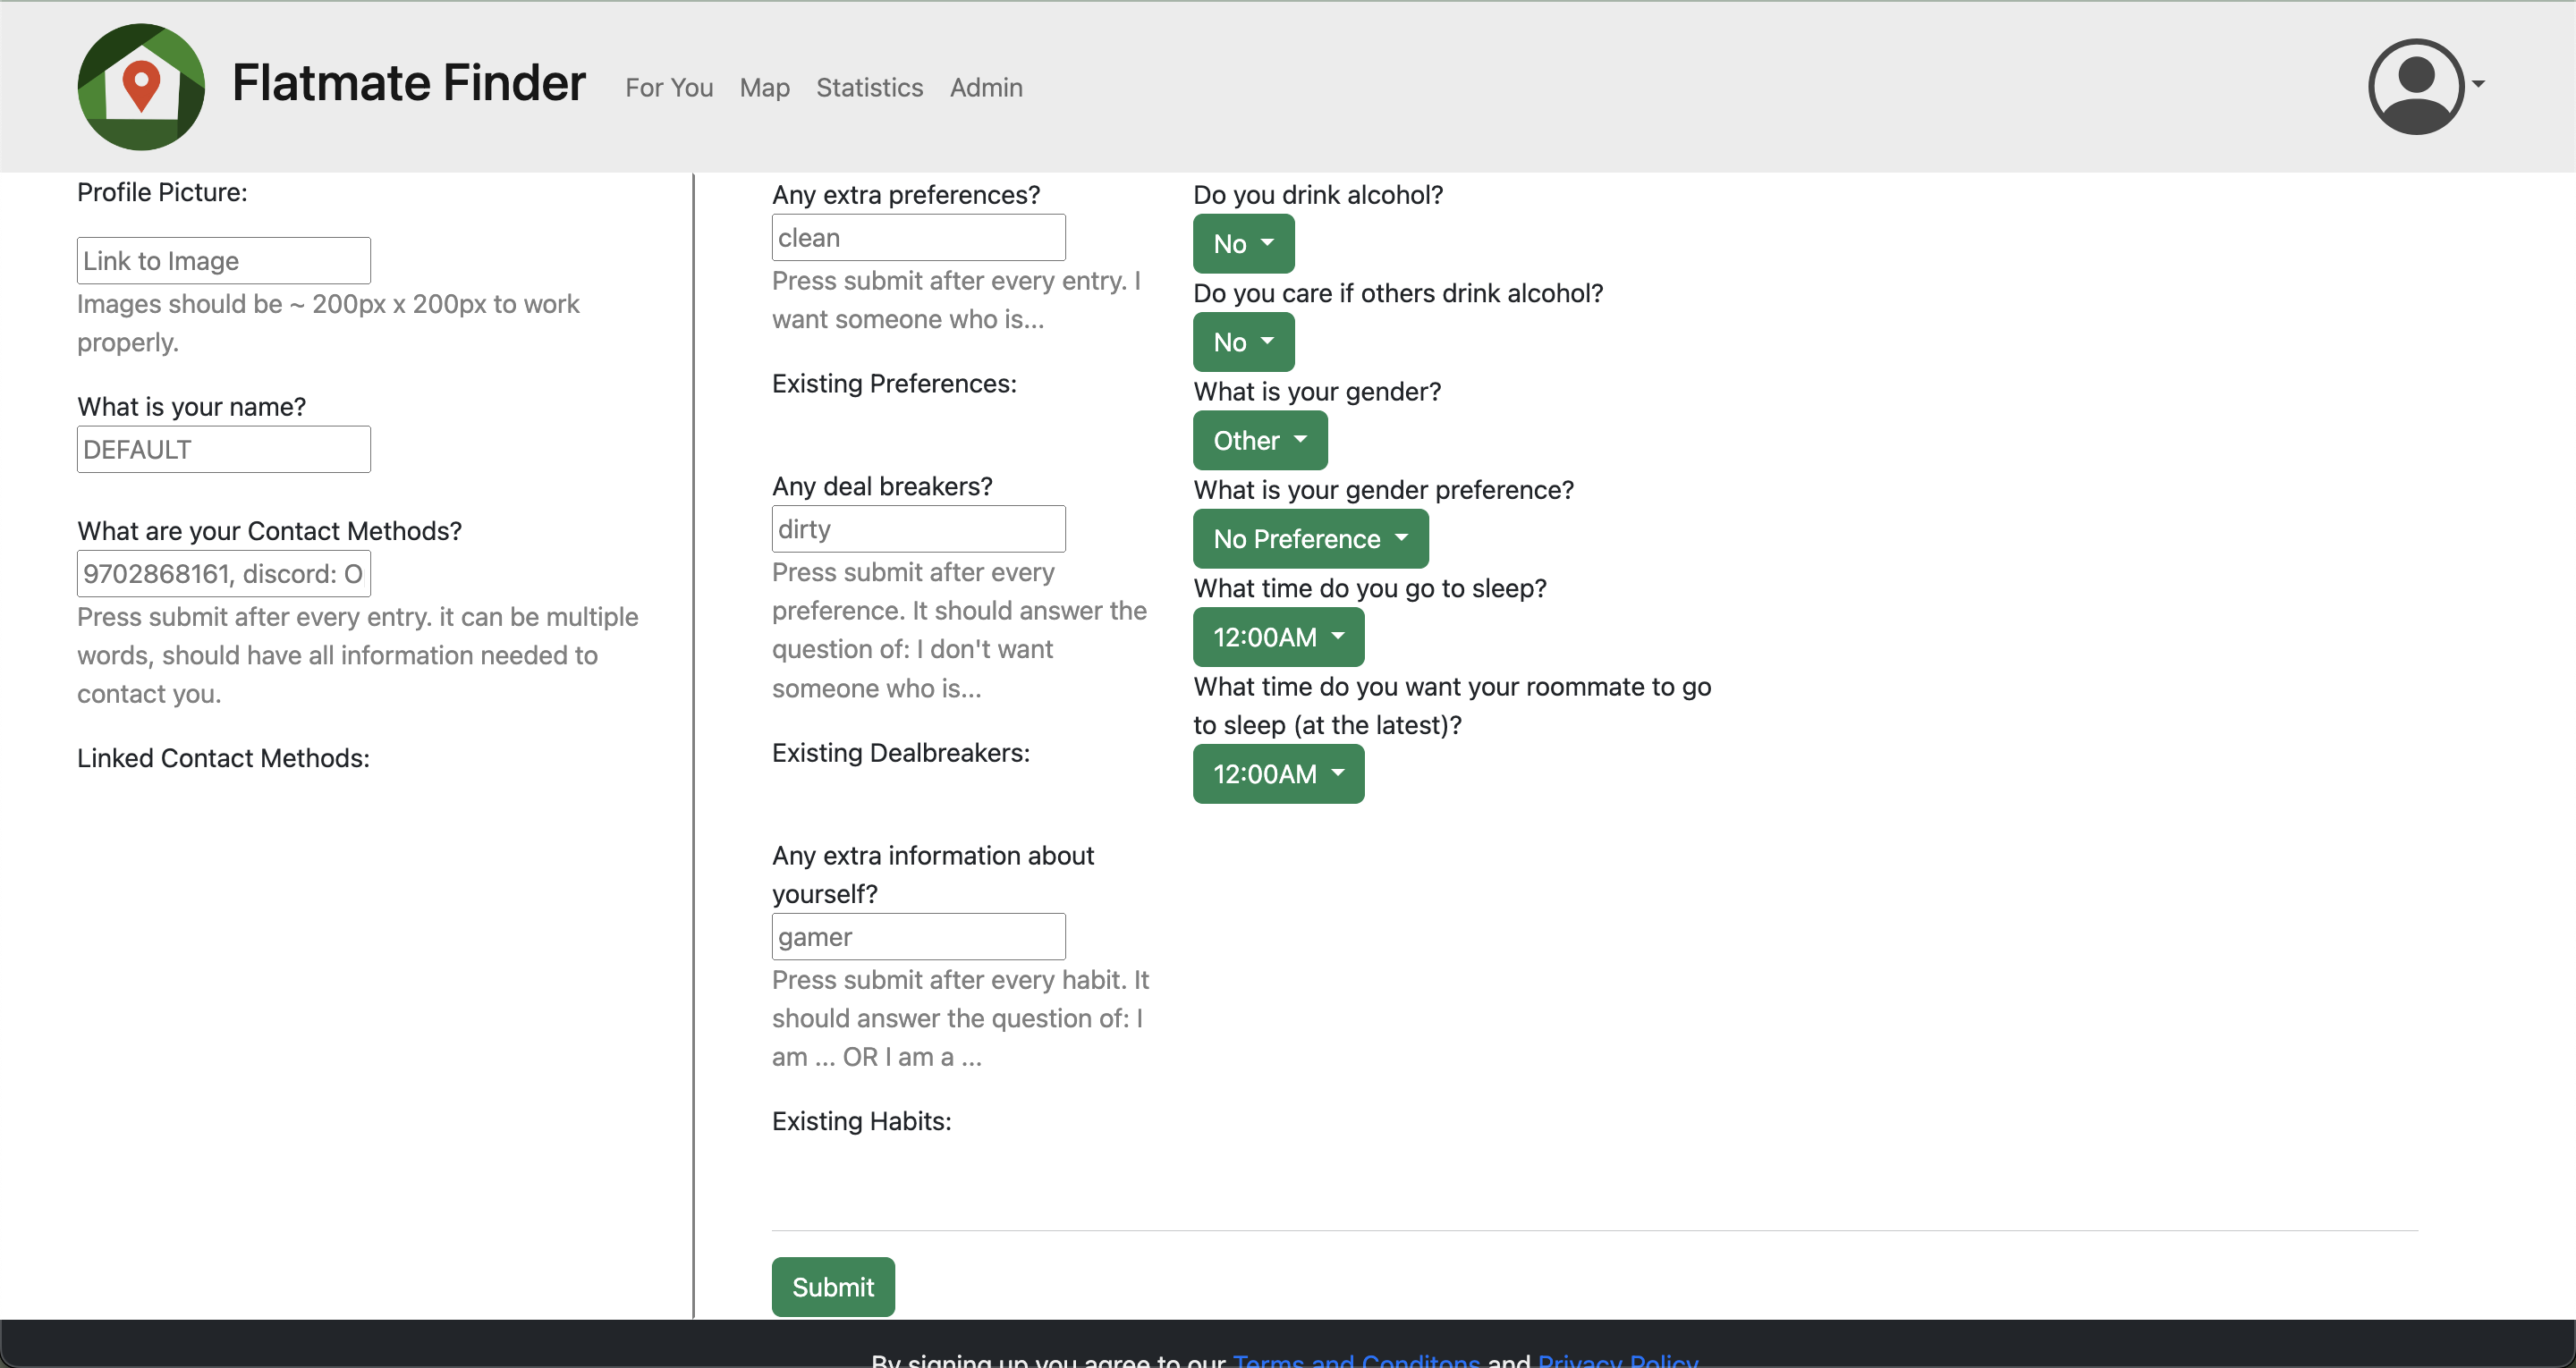 Flatmate Finder
For You
Map
Statistics
Admin
Profile Picture:
Link to Image
Images should be ~ 200px x 200px to work
properly.
What is your name?
DEFAULT
What are your Contact Methods?
9702868161, discord: O
Press submit after every entry. it can be multiple
words, should have all information needed to
contact you.
Linked Contact Methods:
Any extra preferences?
clean
Press submit after every entry. I
want someone who is...
Existing Preferences:
Any deal breakers?
dirty
Press submit after every
preference. It should answer the
question of: I don't want
someone who is...
Existing Dealbreakers:
Any extra information about
yourself?
gamer
Press submit after every habit. It
should answer the question of: I
am ... OR I am a ...
Existing Habits:
Do you drink alcohol?
No
Do you care if others drink alcohol?
No
What is your gender?
Other
What is your gender preference?
No Preference
What time do you go to sleep?
12:00AM
What time do you want your roommate to go
to sleep (at the latest)?
12:00AM
Submit
By signing up you agree to our Terms and Conditons and Privacy Policy